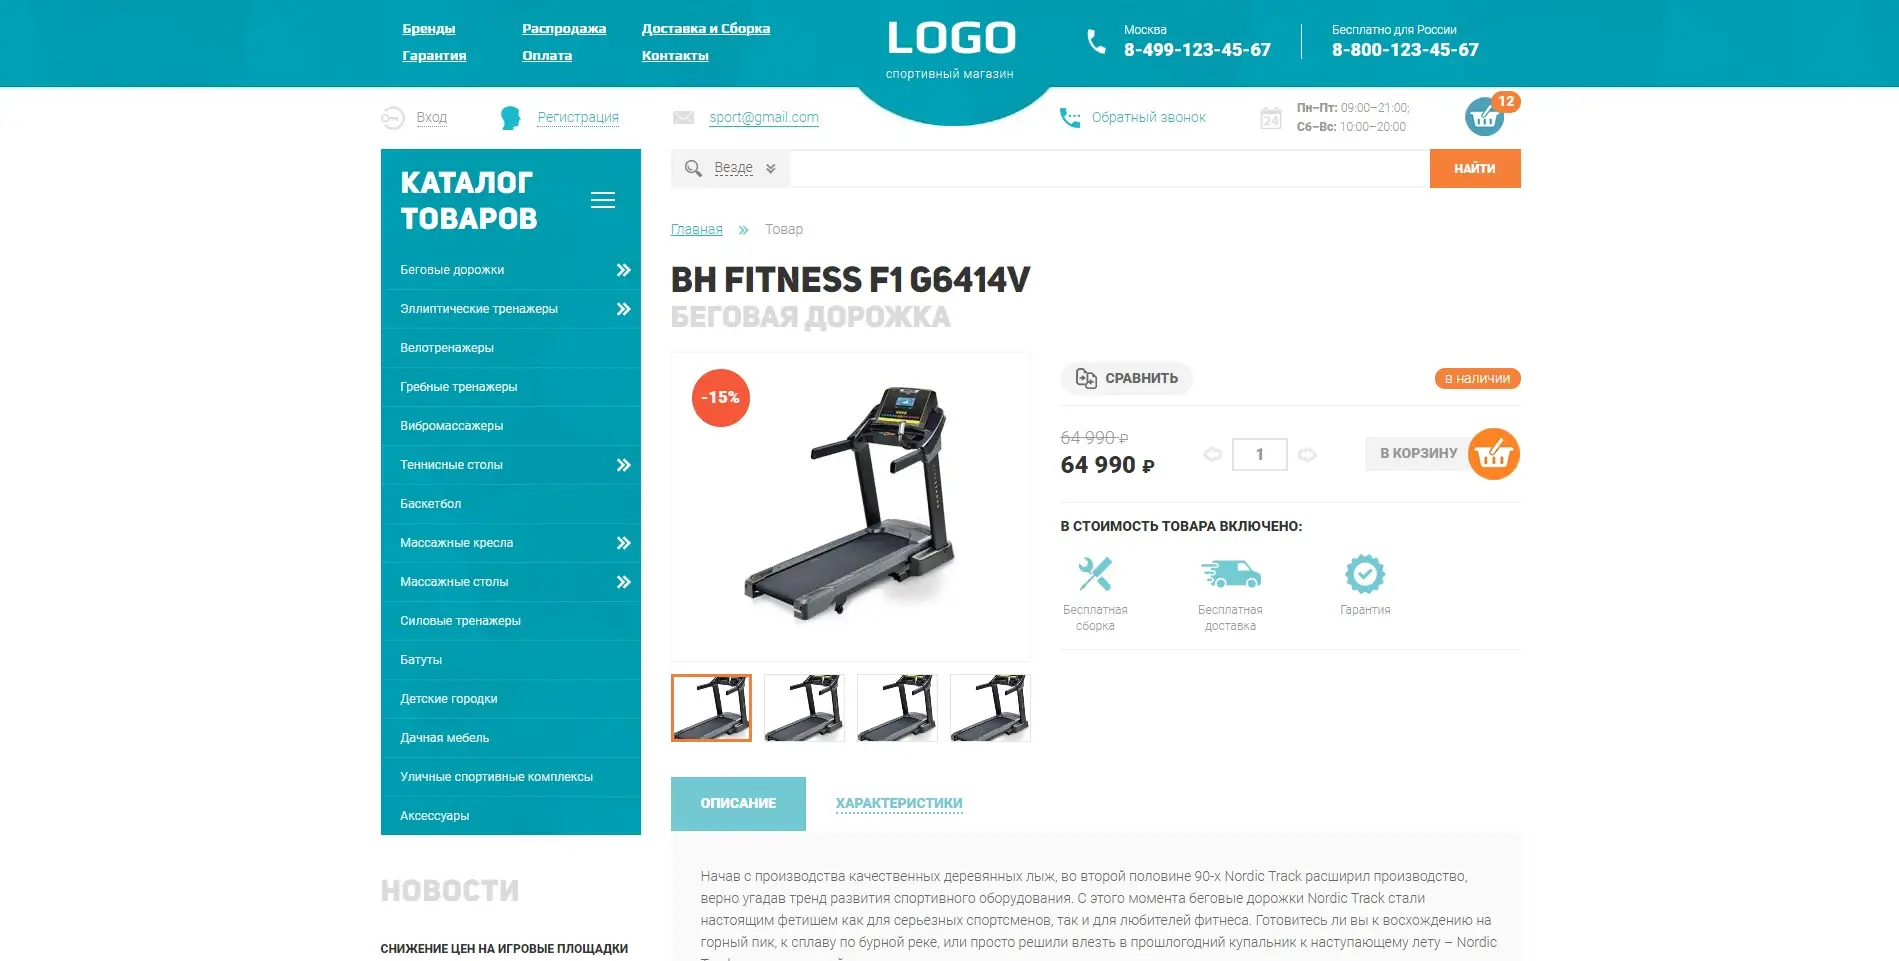 Бренды
Распродажа
Доставка и Сборка
Гарантия
Оплата
Контакты
LOGO
спортивный магазин
Москва
8-499-123-45-67
Бесплатно для России
8-800-123-45-67
Вход
Регистрация
sport@gmail.com
Обратный звонок
24
Пн–Пт: 09:00–21:00;
Сб–Вс: 10:00–20:00
12
КАТАЛОГ
ТОВАРОВ
Беговые дорожки
Эллиптические тренажеры
Велотренажеры
Гребные тренажеры
Вибромассажеры
Теннисные столы
Баскетбол
Массажные кресла
Массажные столы
Силовые тренажеры
Батуты
Детские городки
Дачная мебель
Уличные спортивные комплексы
Аксессуары
НОВОСТИ
СНИЖЕНИЕ ЦЕН НА ИГРОВЫЕ ПЛОЩАДКИ
Везде
НАЙТИ
Главная » Товар
BH FITNESS F1 G6414V
БЕГОВАЯ ДОРОЖКА
-15%
СРАВНИТЬ
в наличии
64 990 ₽
64 990 ₽
1
В КОРЗИНУ
В СТОИМОСТЬ ТОВАРА ВКЛЮЧЕНО:
Бесплатная
сборка
Бесплатная
доставка
Гарантия
ОПИСАНИЕ
ХАРАКТЕРИСТИКИ
Начав с производства качественных деревянных лыж, во второй половине 90-х Nordic Track расширил производство,
верно угадав тренд развития спортивного оборудования. С этого момента беговые дорожки Nordic Track стали
настоящим фетишем как для серьезных спортсменов, так и для любителей фитнеса. Готовитесь ли вы к восхождению на
горный пик, к сплаву по бурной реке, или просто решили влезть в прошлогодний купальник к наступающему лету – Nordic